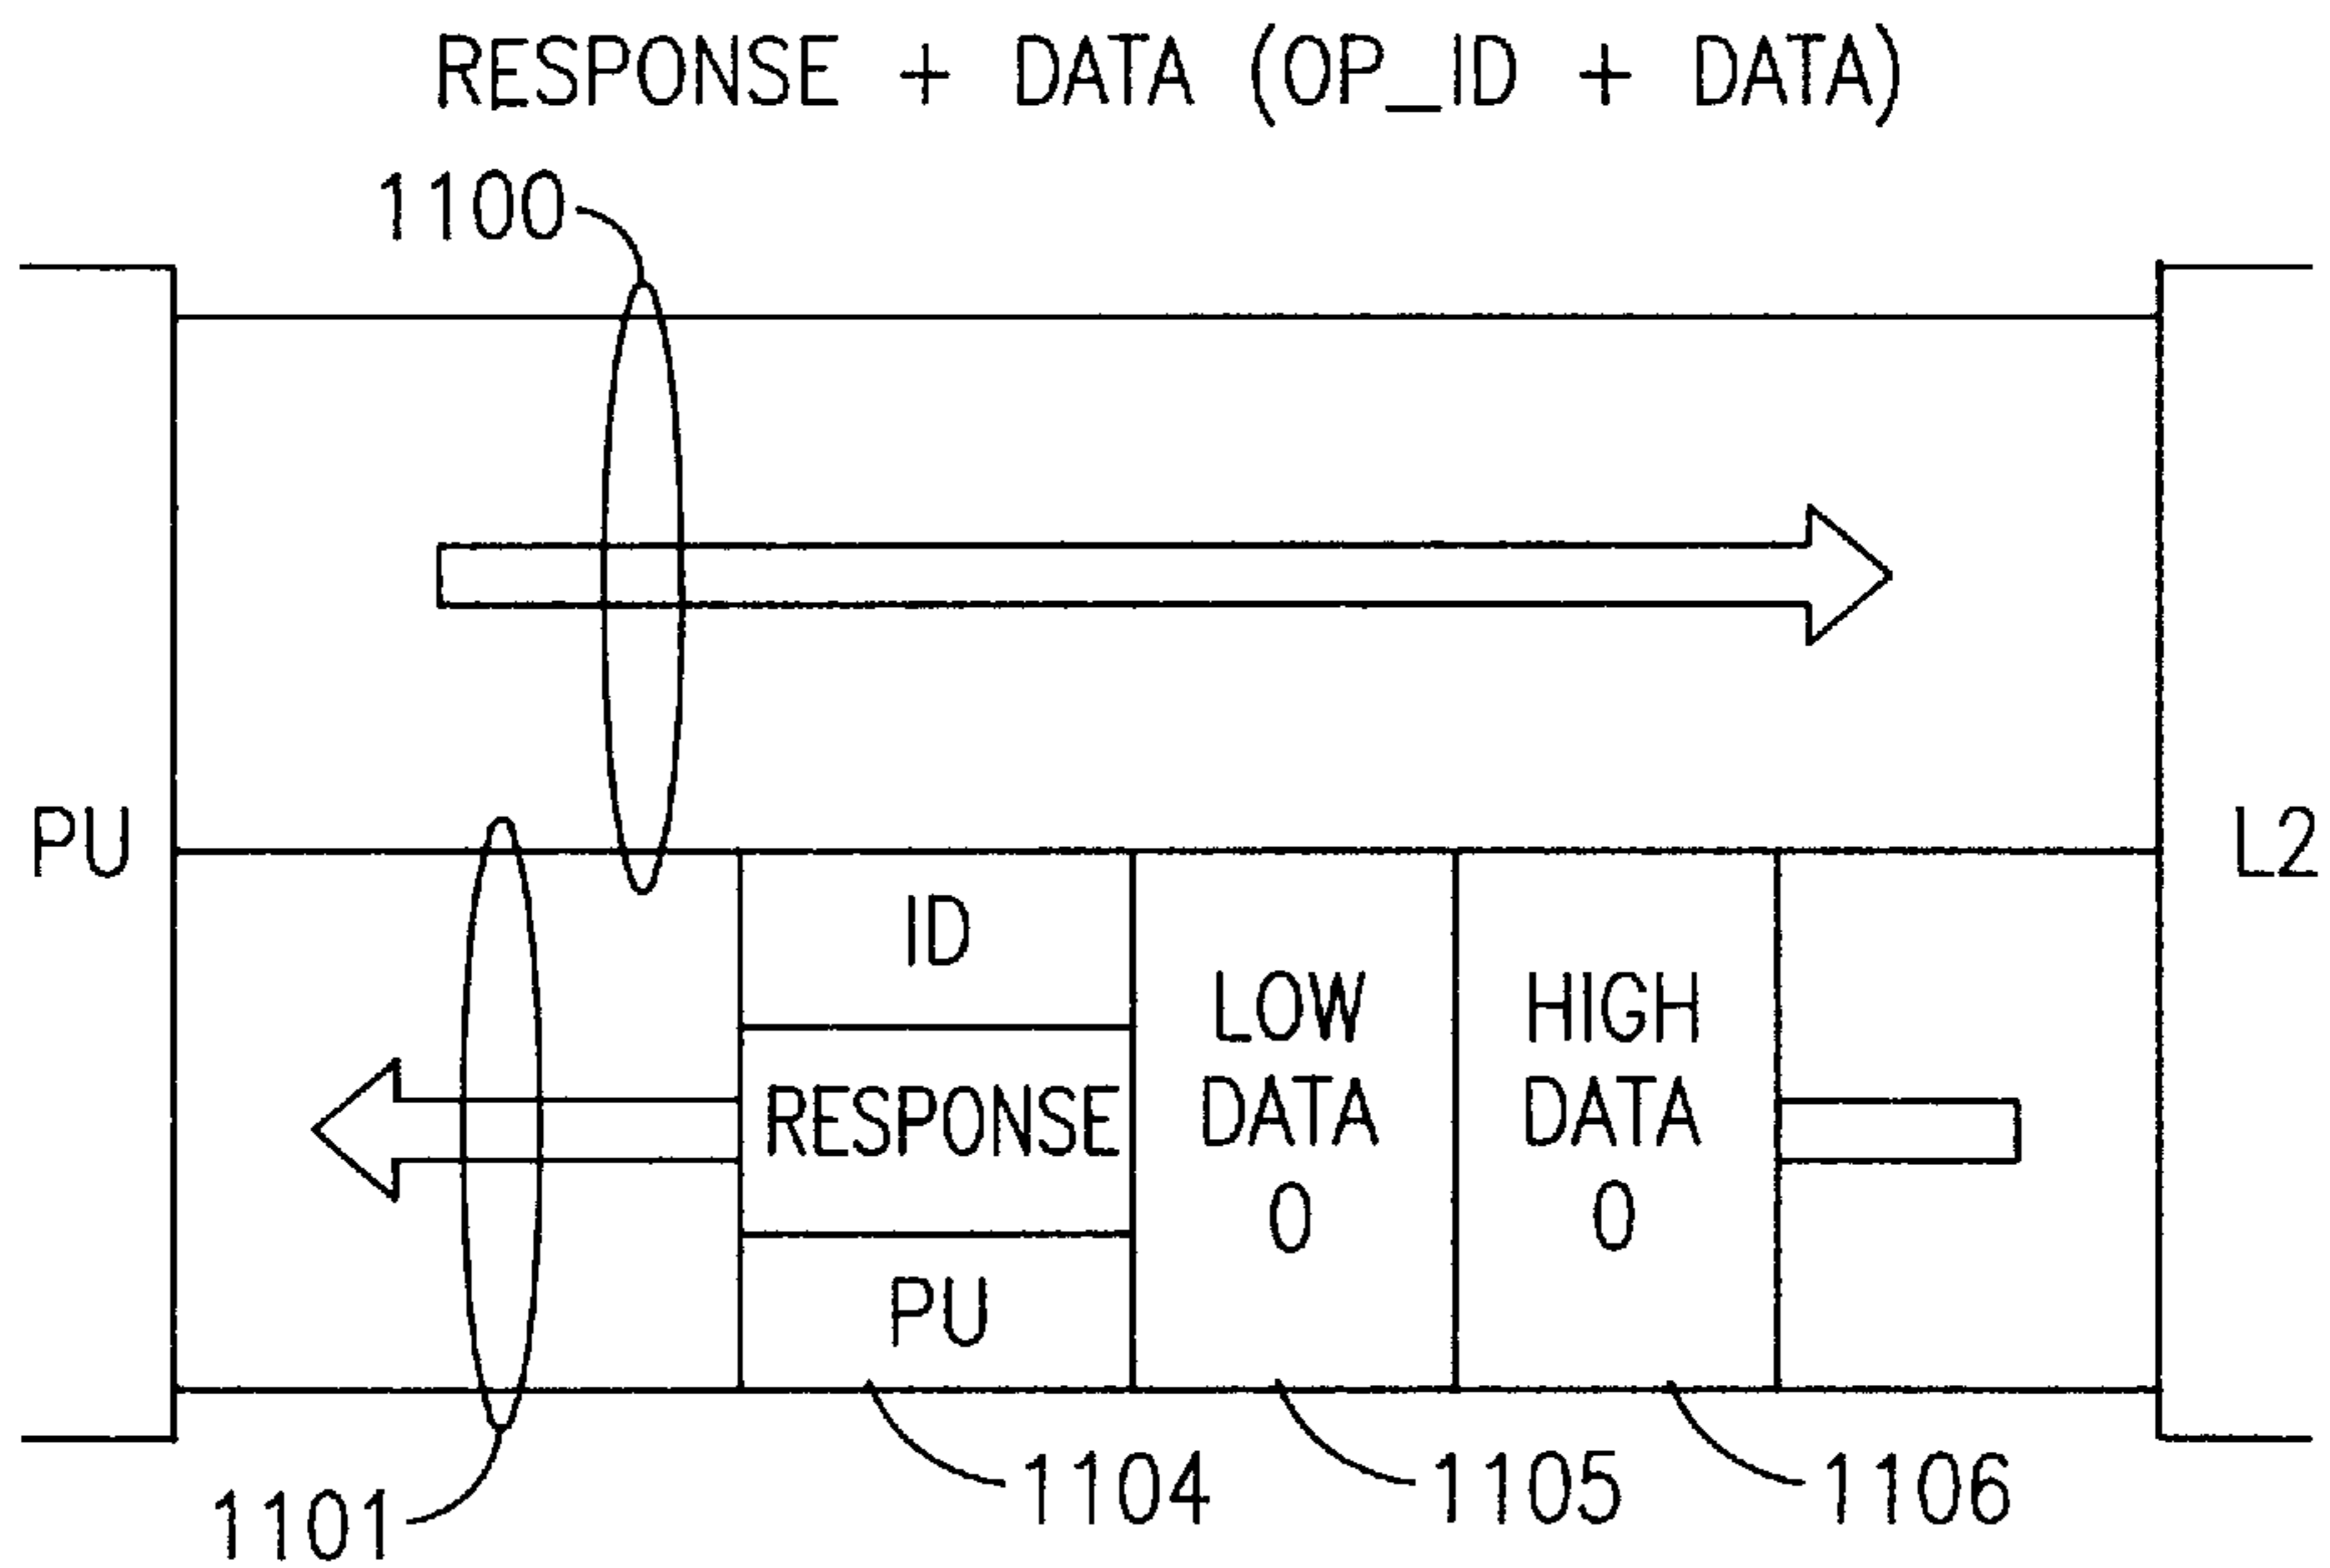 RESPONSE + DATA (OP_ID + DATA)
1100
PU
L2
ID
RESPONSE
PU
LOW
DATA
0
HIGH
DATA
0
1101
1104
1105
1106